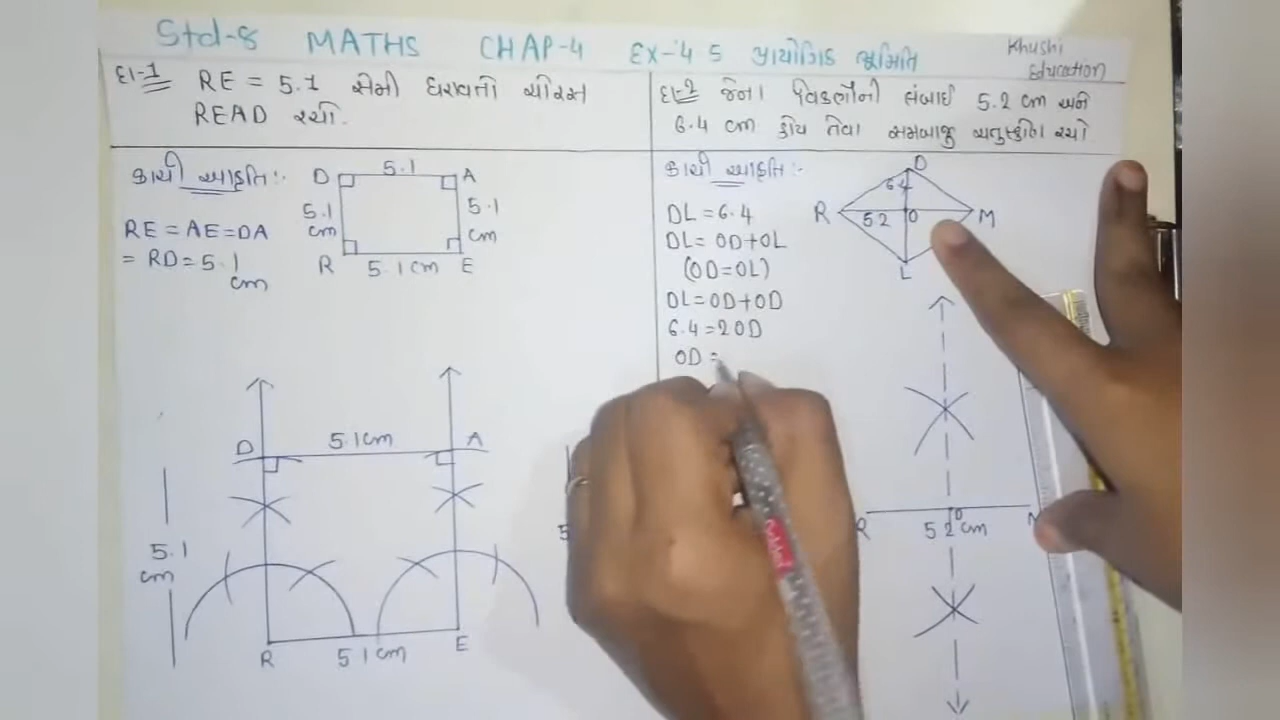 Std-8 MATHS CHAP-4 Ex-4.5 પ્રાયોગિક ભૂમિતિ
Khushi
Education
દા-1 RE = 5.1 સેમી ધરાવતો ચોરસ
READ રચો.
કાચી આકૃતિ:-
RE = AE = DA
= RD = 5.1
cm
D 5.1 A
5.1
cm
5.1
cm
R 5.1 cm E
D 5.1cm A
5.1
cm
R 5.1 cm E
દા-2 જેના વિકર્ણોની લંબાઈ 5.2 cm અને
6.4 cm હોય તેવા સમબાજુ ચતુષ્કોણ રચો
કાચી આકૃતિ:-
DL = 6.4
DL = OD + OL
(OD = OL)
DL = OD + OD
6.4 = 2OD
OD =
D
6.4
R 5.2 O M
L
5
R O
5.2 cm